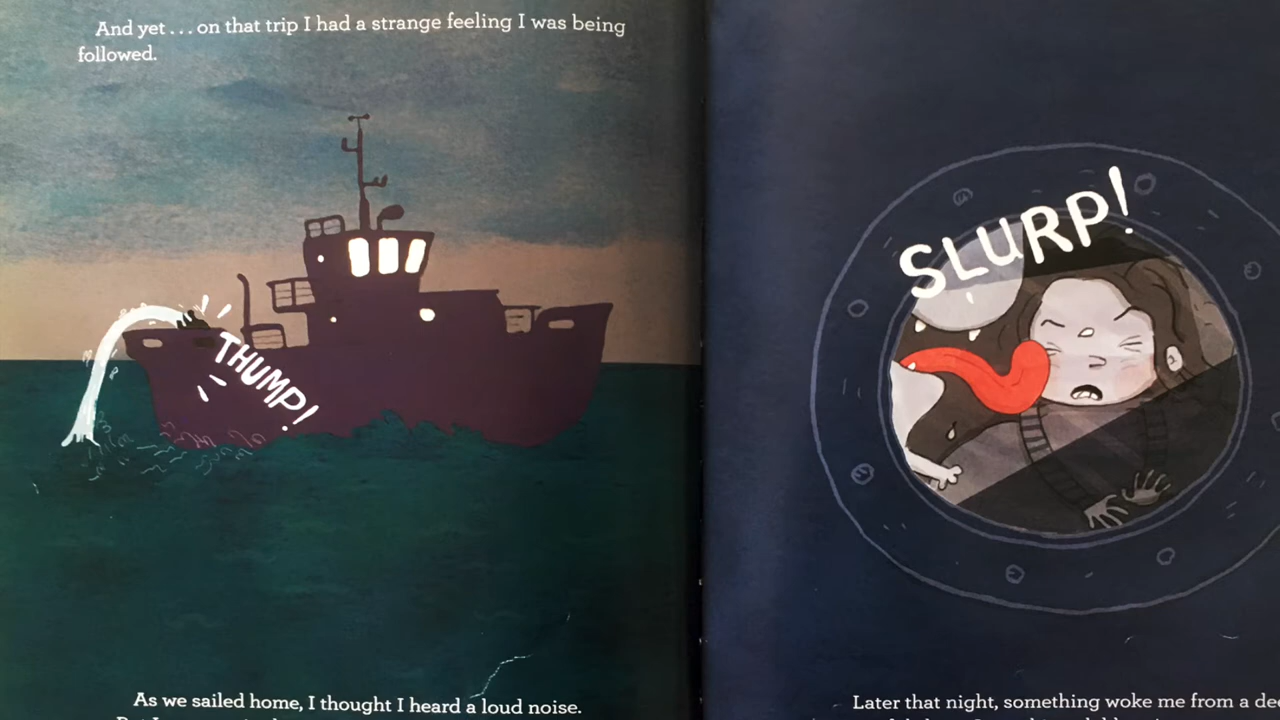 And yet . . . on that trip I had a strange feeling I was being
followed.
THUMP!
As we sailed home, I thought I heard a loud noise.
SLURP!
Later that night, something woke me from a